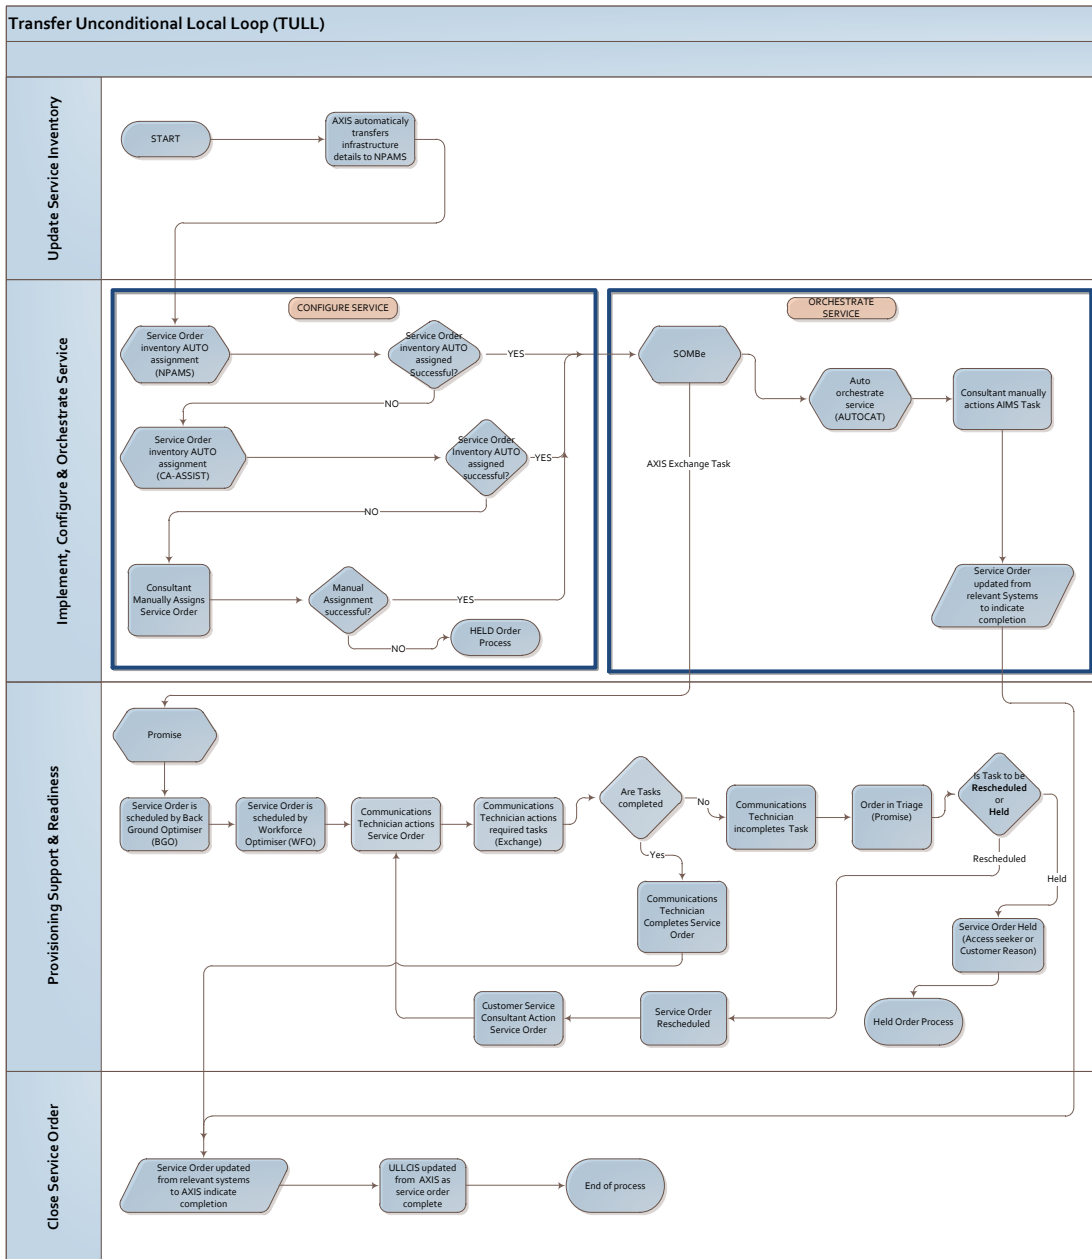 Transfer Unconditional Local Loop (TULL)
Update Service Inventory
START
AXIS automaticaly
transfers
infrastructure
details to NPAMS
Implement, Configure & Orchestrate Service
CONFIGURE SERVICE
Service Order
inventory AUTO
assignment
(NPAMS)
Service Order
inventory AUTO
assigned
Successful?
YES
NO
Service Order
inventory AUTO
assignment
(CA-ASSIST)
Service Order
Inventory AUTO
assigned
successful?
YES
NO
Consultant
Manually Assigns
Service Order
Manual
Assignment
successful?
YES
NO
HELD Order
Process
ORCHESTRATE
SERVICE
SOMBe
Auto
orchestrate
service
(AUTOCAT)
Consultant manually
actions AIMS Task
AXIS Exchange Task
Service Order
updated from
relevant Systems
to indicate
completion
Provisioning Support & Readiness
Promise
Service Order is
scheduled by Back
Ground Optimiser
(BGO)
Service Order is
scheduled by
Workforce
Optimiser (WFO)
Communications
Technician actions
Service Order
Communications
Technician actions
required tasks
(Exchange)
Are Tasks
completed
No
Yes
Communications
Technician
incompletes Task
Order in Triage
(Promise)
Is Task to be
Rescheduled
or
Held
Rescheduled
Held
Communications
Technician
Completes Service
Order
Service Order Held
(Access seeker or
Customer Reason)
Customer Service
Consultant Action
Service Order
Service Order
Rescheduled
Held Order Process
Close Service Order
Service Order updated
from relevant systems
to AXIS indicate
completion
ULLCIS updated
from AXIS as
service order
complete
End of process